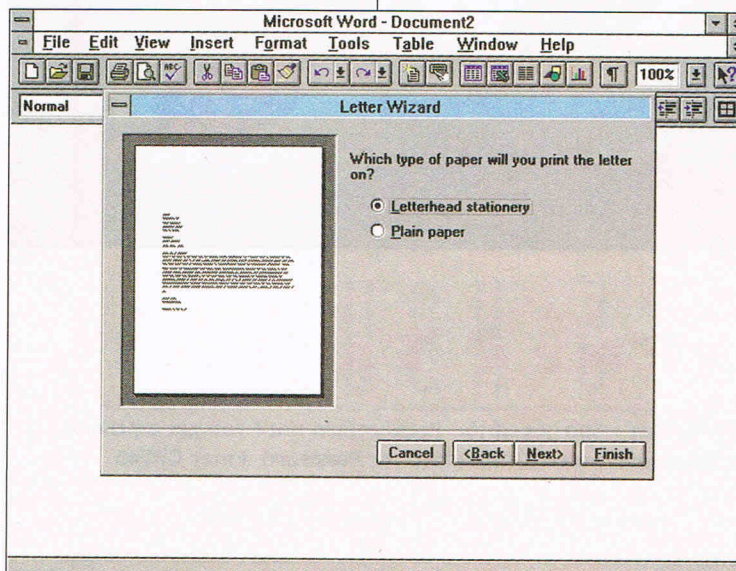 Microsoft Word - Document2
File Edit View Insert Format Tools Table Window Help
ABC 100%
Normal
Letter Wizard
Which type of paper will you print the letter
on?
Letterhead stationery
Plain paper
Cancel <Back Next> Finish